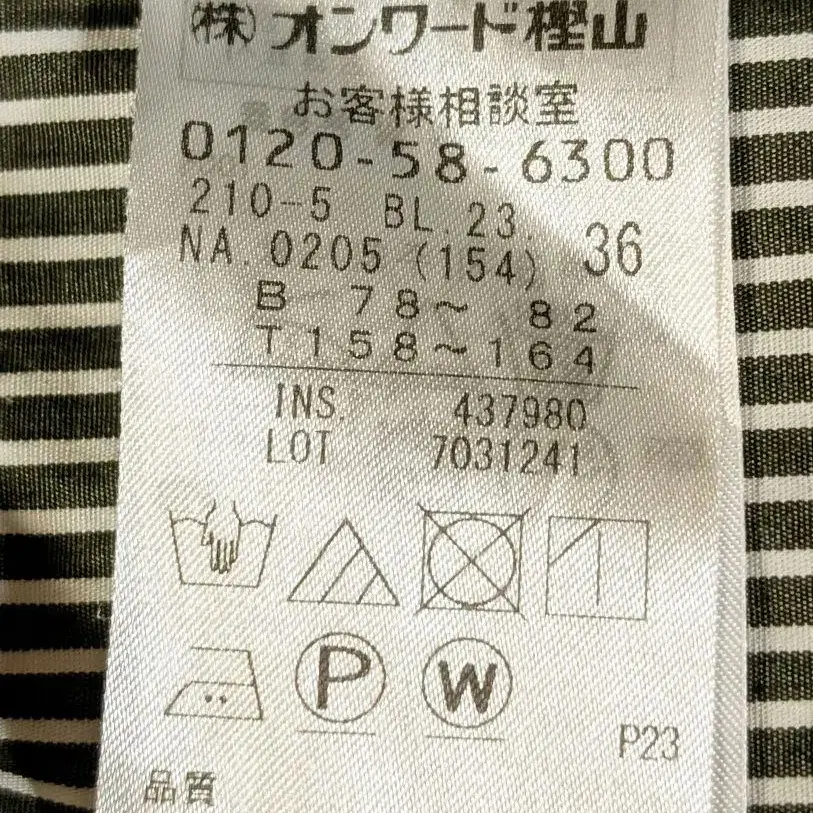 (株)オンワード樫山
お客様相談室
0120-58-6300
210-5 BL.23.
NA.0205(154) 36
B 78～ 82
T158～164
INS. 437980
LOT 7031241
P W
P23
品質